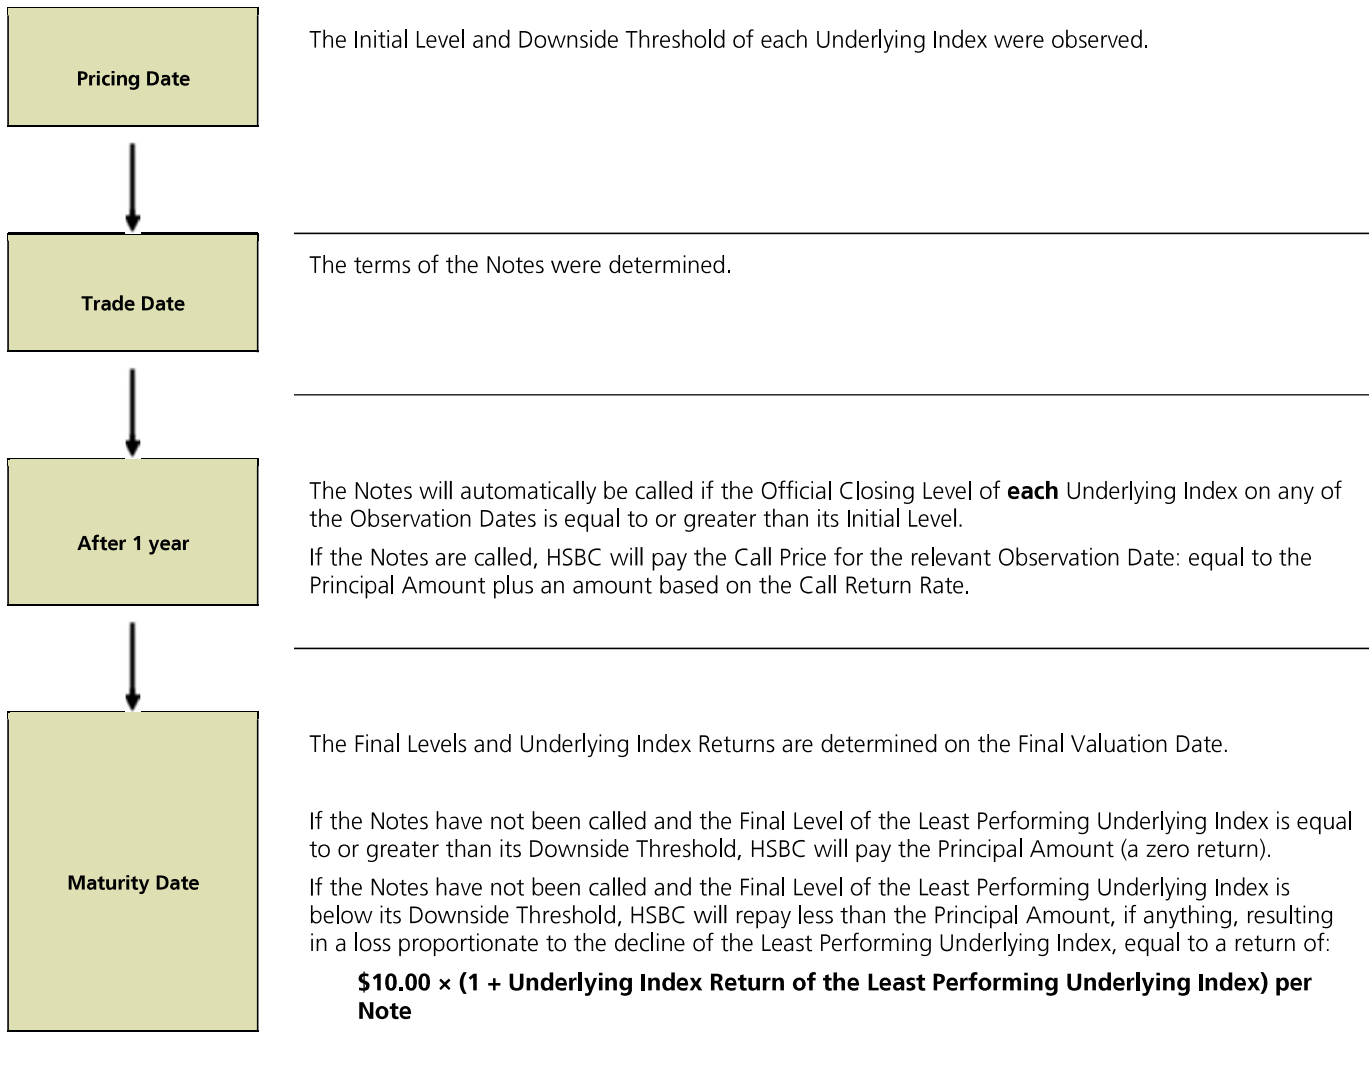 Pricing Date
The Initial Level and Downside Threshold of each Underlying Index were observed.
Trade Date
The terms of the Notes were determined.
After 1 year
The Notes will automatically be called if the Official Closing Level of each Underlying Index on any of
the Observation Dates is equal to or greater than its Initial Level.
If the Notes are called, HSBC will pay the Call Price for the relevant Observation Date: equal to the
Principal Amount plus an amount based on the Call Return Rate.
Maturity Date
The Final Levels and Underlying Index Returns are determined on the Final Valuation Date.
If the Notes have not been called and the Final Level of the Least Performing Underlying Index is equal
to or greater than its Downside Threshold, HSBC will pay the Principal Amount (a zero return).
If the Notes have not been called and the Final Level of the Least Performing Underlying Index is
below its Downside Threshold, HSBC will repay less than the Principal Amount, if anything, resulting
in a loss proportionate to the decline of the Least Performing Underlying Index, equal to a return of:
$10.00 × (1 + Underlying Index Return of the Least Performing Underlying Index) per
Note